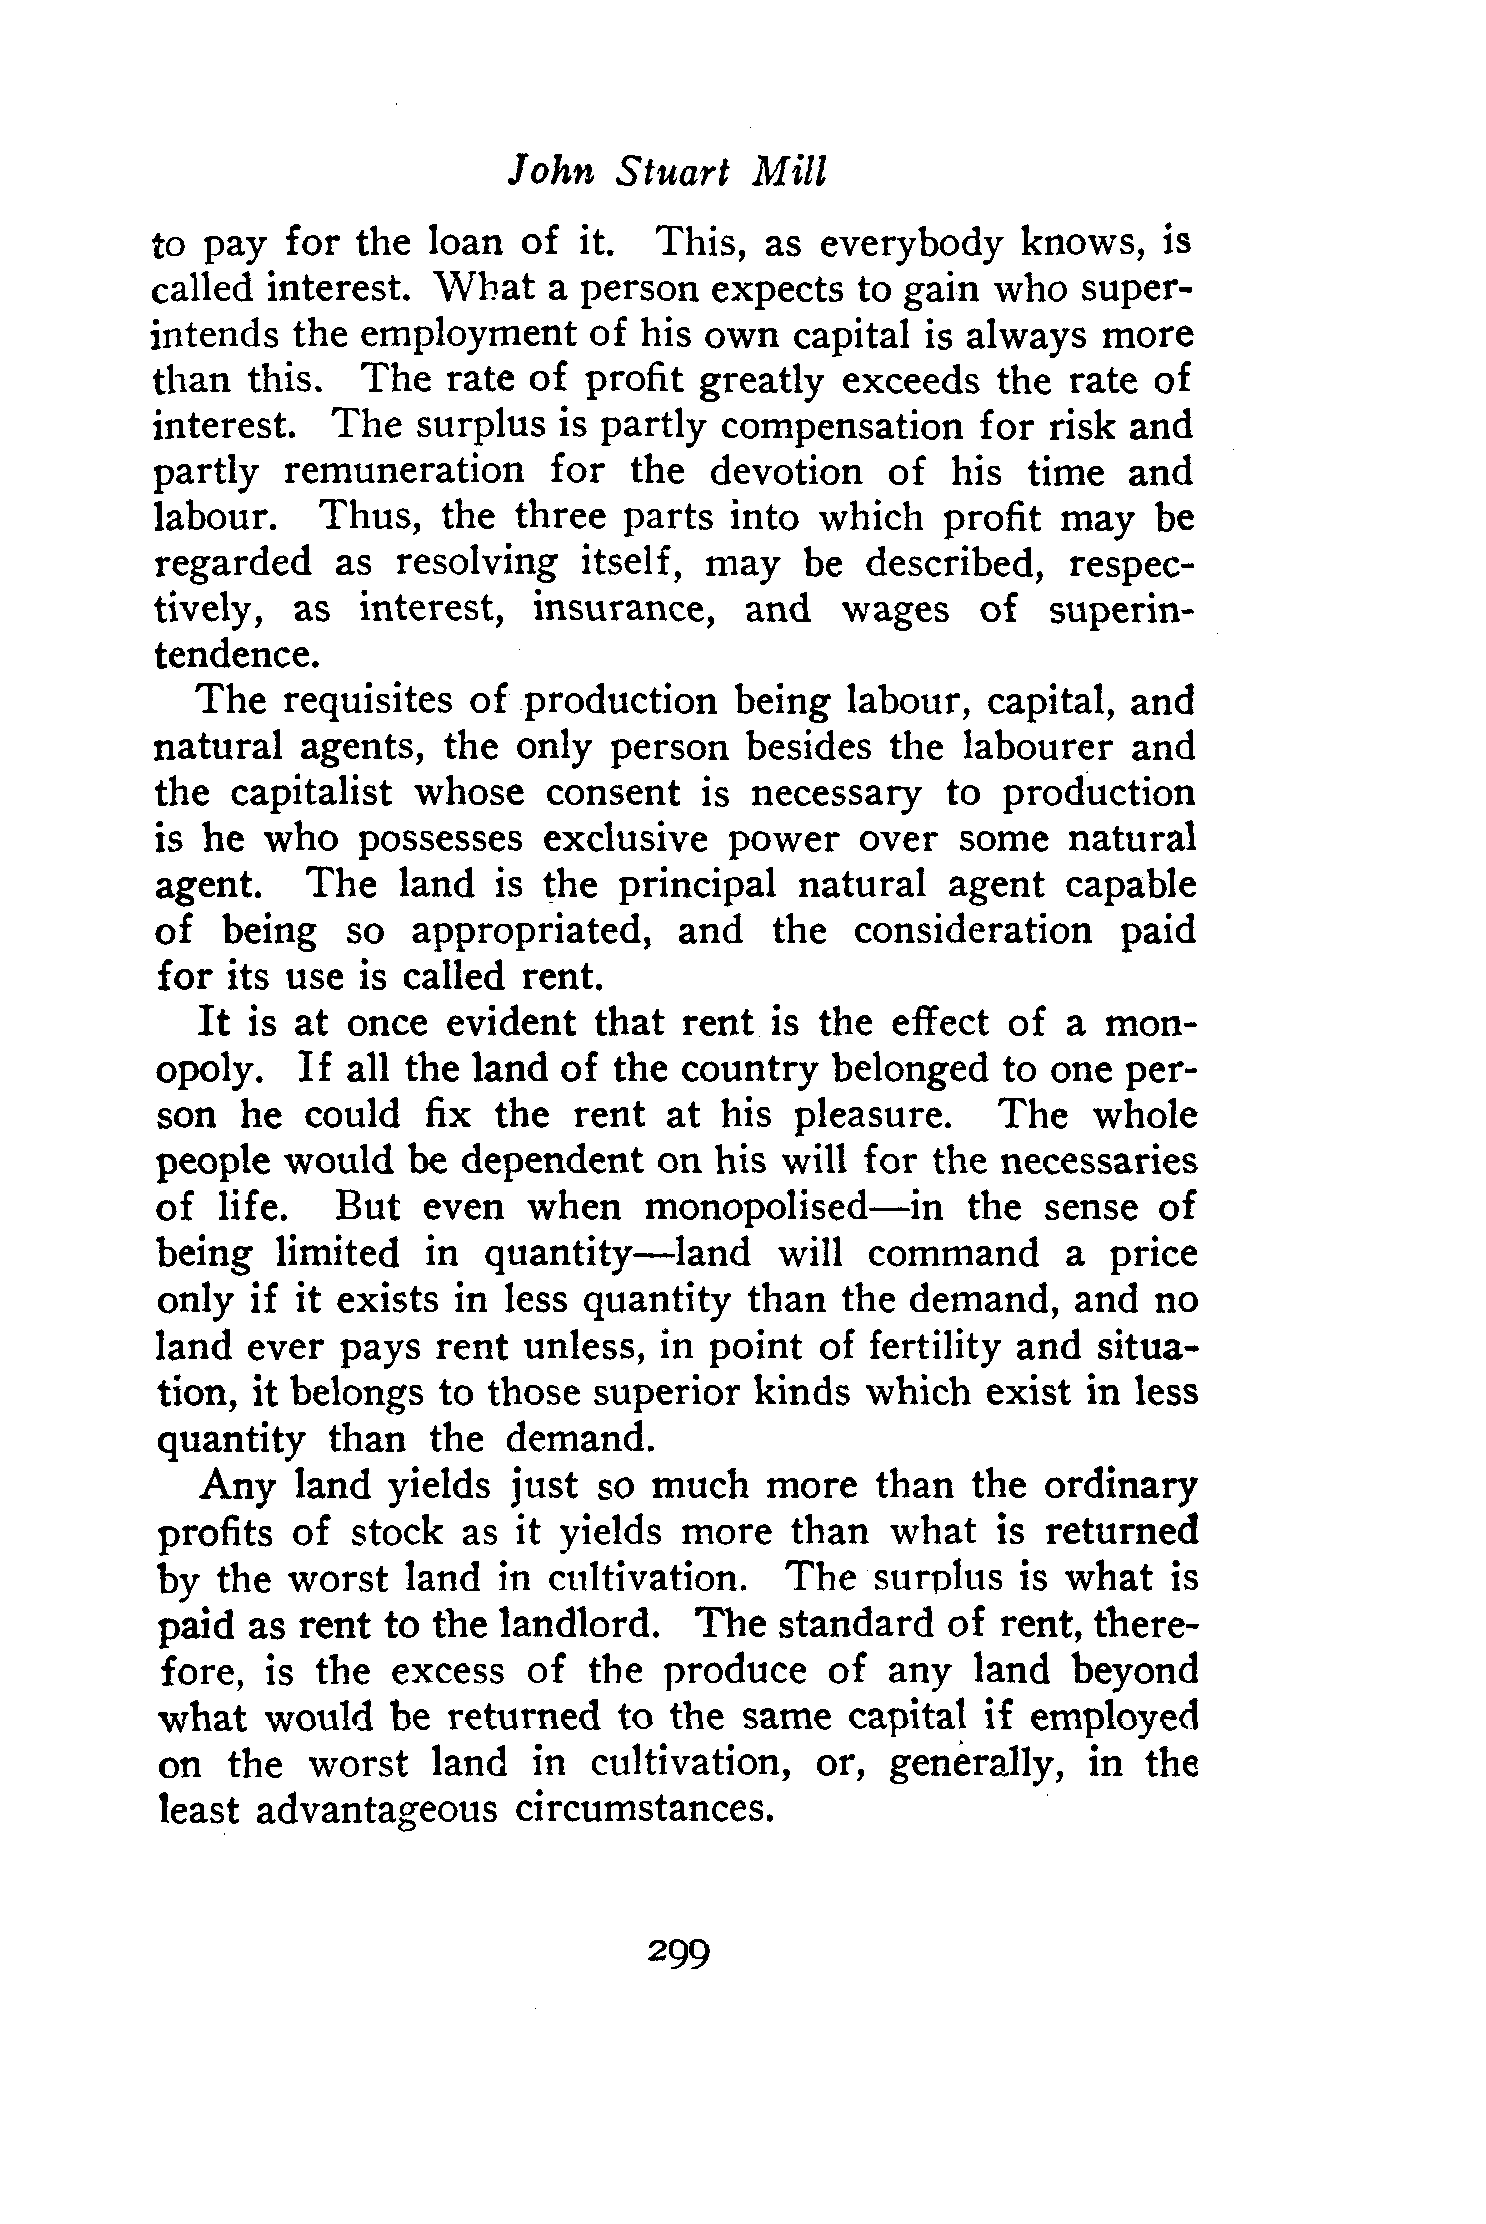 John Stuart Mill
to pay for the loan of it. This, as everybody knows, is
called interest. What a person expects to gain who super-
intends the employment of his own capital is always more
than this. The rate of profit greatly exceeds the rate of
interest. The surplus is partly compensation for risk and
partly remuneration for the devotion of his time and
labour. Thus, the three parts into which profit may be
regarded as resolving itself, may be described, respec-
tively, as interest, insurance, and wages of superin-
tendence.
The requisites of production being labour, capital, and
natural agents, the only person besides the labourer and
the capitalist whose consent is necessary to production
is he who possesses exclusive power over some natural
agent. The land is the principal natural agent capable
of being so appropriated, and the consideration paid
for its use is called rent.
It is at once evident that rent is the effect of a mon-
opoly. If all the land of the country belonged to one per-
son he could fix the rent at his pleasure. The whole
people would be dependent on his will for the necessaries
of life. But even when monopolised—in the sense of
being limited in quantity—land will command a price
only if it exists in less quantity than the demand, and no
land ever pays rent unless, in point of fertility and situa-
tion, it belongs to those superior kinds which exist in less
quantity than the demand.
Any land yields just so much more than the ordinary
profits of stock as it yields more than what is returned
by the worst land in cultivation. The surplus is what is
paid as rent to the landlord. The standard of rent, there-
fore, is the excess of the produce of any land beyond
what would be returned to the same capital if employed
on the worst land in cultivation, or, generally, in the
least advantageous circumstances.
299